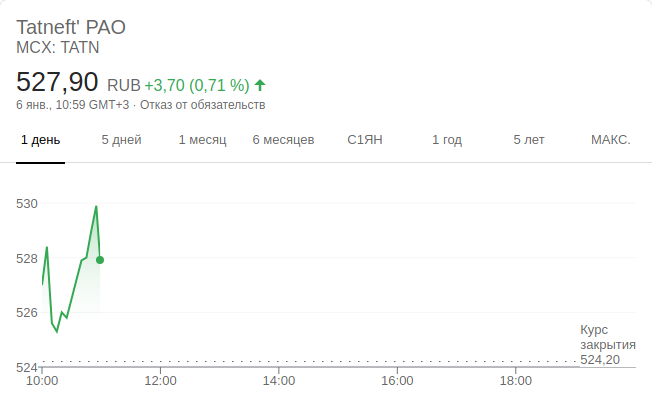 Tatneft' PAO
MCX: TATN
527,90 RUB +3,70 (0,71 %)
6 янв., 10:59 GMT+3 · Отказ от обязательств
1 день 5 дней 1 месяц 6 месяцев С1ЯН 1 год 5 лет МАКС.
530
528
526
524
Курс
закрытия
524,20
10:00 12:00 14:00 16:00 18:00